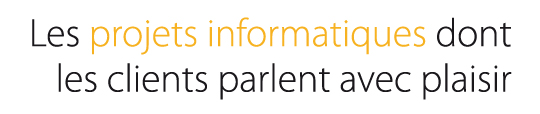 Les projets informatiques dont
les clients parlent avec plaisir